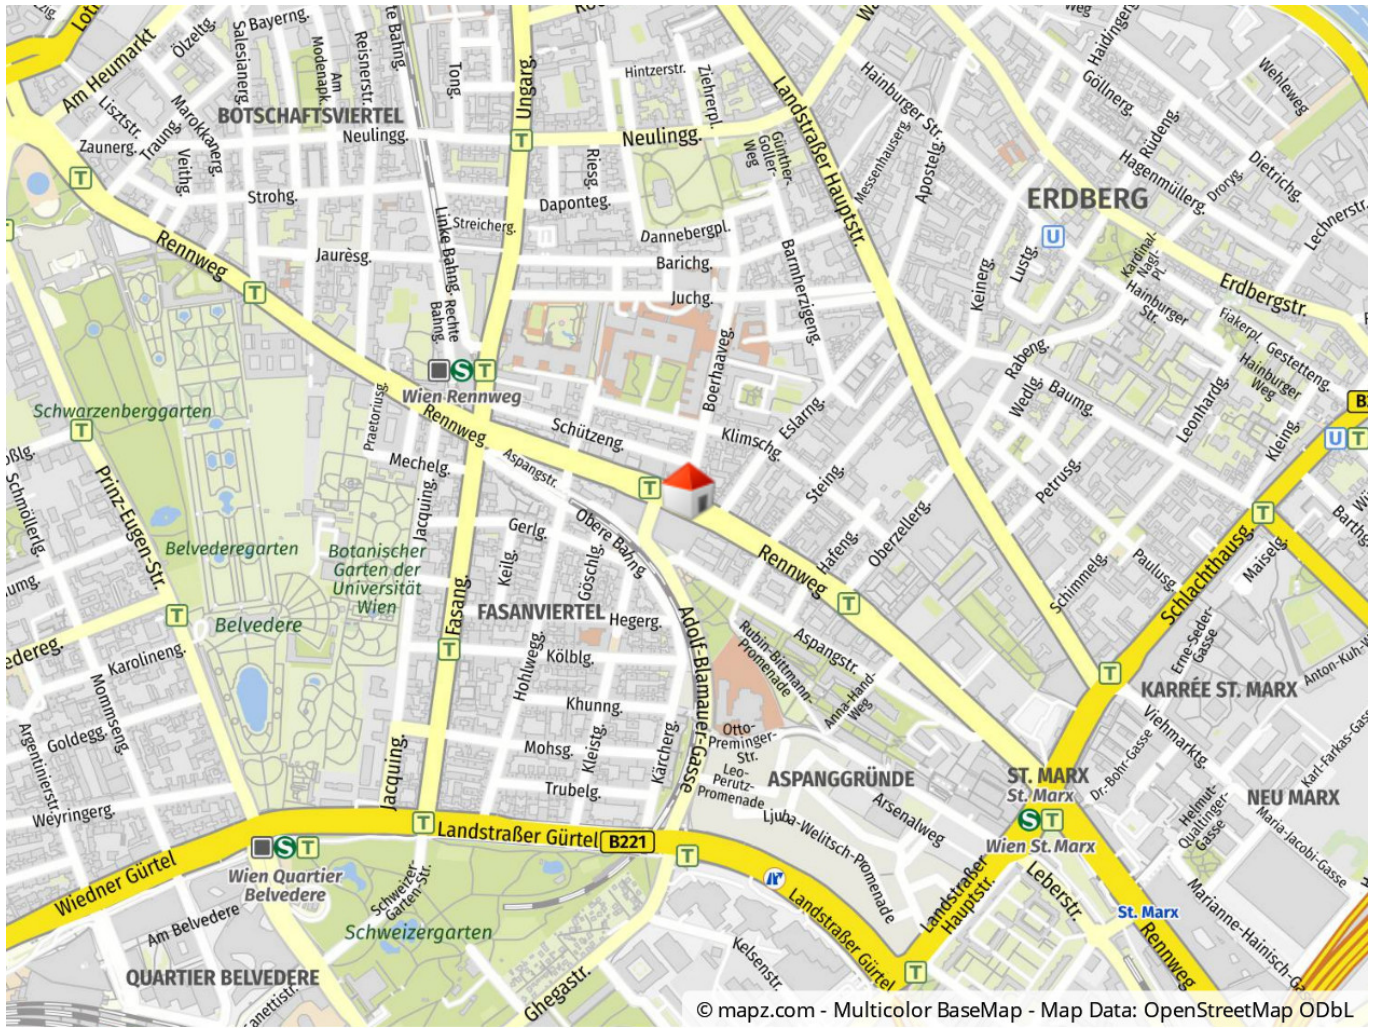 Am Heumarkt
Ölzeltg.
Salesianerg.
Bayerng.
Am
Modenapk.
Reisnerstr.
Tong.
Ungarg.
Hintzerstr.
Ziehrerpl.
Landstraßer Hauptstr.
Hainburger Str.
Weg
Haidingerg.
Göllnerg.
Wehleweg
Lisztstr.
Marokkanerg.
BOTSCHAFTSVIERTEL
Neulingg.
Neulingg.
Zaunerg.
Traung.
Veithg.
Strohg.
Riesg.
Günther-
Goller-
Weg
Messenhauserg.
Apostelg.
Rüdeng.
Hagenmüllerg.
Dietrichg.
Droryg.
Lechnerstr.
ERDBERG
U
T
Rennweg
Jaurèsg.
Linke Bahng.
Rechte
Bahng.
Streicherg.
Daponteg.
Dannebergpl.
Barichg.
Juchg.
Barmherzigeng.
Keinerg.
Lustg.
Kardinal-
Nagl-
Pl.
Hainburger
Str.
Erdbergstr.
Fiakerpl.
Gestetteng.
Hainburger
Weg
Rabeng.
Wedlg.
Baumg.
Leonhardg.
Kleing.
Schwarzenberggarten
Praetoriusg.
S
T
Wien Rennweg
Rennweg
Schützeng.
Boerhaaveg.
Klimschg.
Eslarng.
Steing.
Petrusg.
U
T
Mechelg.
Aspangstr.
Schmöllerlg.
Prinz-Eugen-Str.
Belvederegarten
Botanischer
Garten der
Universität
Wien
Jacquing.
Gerlg.
Obere Bahng.
Keilg.
Göschlg.
Rennweg
Hafeng.
Oberzellerg.
Schimmelg.
Paulusg.
Schlachthausg.
Maiselg.
Barthg.
Belvedere
Fasang.
FASANVIERTEL
Hegerg.
Adolf-Blamauer-Gasse
Rubin-Bittmann-
Promenade
Aspangstr.
Anna-Hand-
Weg
Erne-Seder-
Gasse
KARRÉE ST. MARX
Karolineng.
Mommseng.
Hohlwegg.
Kölblg.
Khunng.
Goldegg.
Argentinierstr.
Weyringerg.
Jacquing.
Mohsg.
Kleistg.
Kärcherg.
Trubelg.
Otto-
Preminger-
Str.
Leo-
Perutz-
Promenade
ASPANGGRÜNDE
Arsenalweg
Ljuba-Welitsch-Promenade
ST. MARX
St. Marx
S
T
Wien St. Marx
Viehmarktg.
Dr.-Bohr-Gasse
Helmut-
Qualtinger-
Gasse
Karl-Farkas-Gasse
NEU MARX
Maria-Jacobi-Gasse
Landstraßer Gürtel
B221
Wiedner Gürtel
S
T
Wien Quartier
Belvedere
Schweizer
Garten-Str.
Schweizergarten
Am Belvedere
QUARTIER BELVEDERE
Ghegastr.
Kelsenstr.
Landstraßer Gürtel
Landstraßer
Hauptstr.
Leberstr.
St. Marx
Rennweg
Marianne-Hainisch-Ga
© mapz.com - Multicolor BaseMap - Map Data: OpenStreetMap ODbL